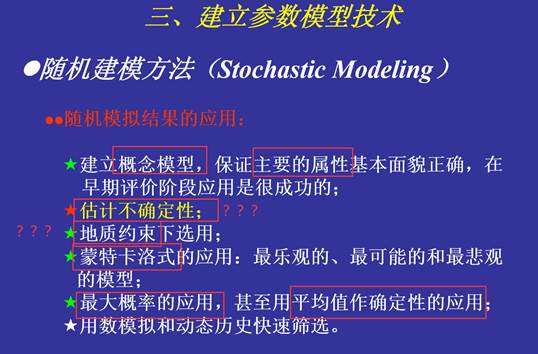 三、建立参数模型技术
●随机建模方法（Stochastic Modeling）
●●随机模拟结果的应用：
★建立概念模型，保证主要的属性基本面貌正确，在
早期评价阶段应用是很成功的；
★估计不确定性；？？？
？？？★地质约束下选用；
★蒙特卡洛式的应用：最乐观的、最可能的和最悲观
的模型；
★最大概率的应用，甚至用平均值作确定性的应用；
★用数模拟和动态历史快速筛选。